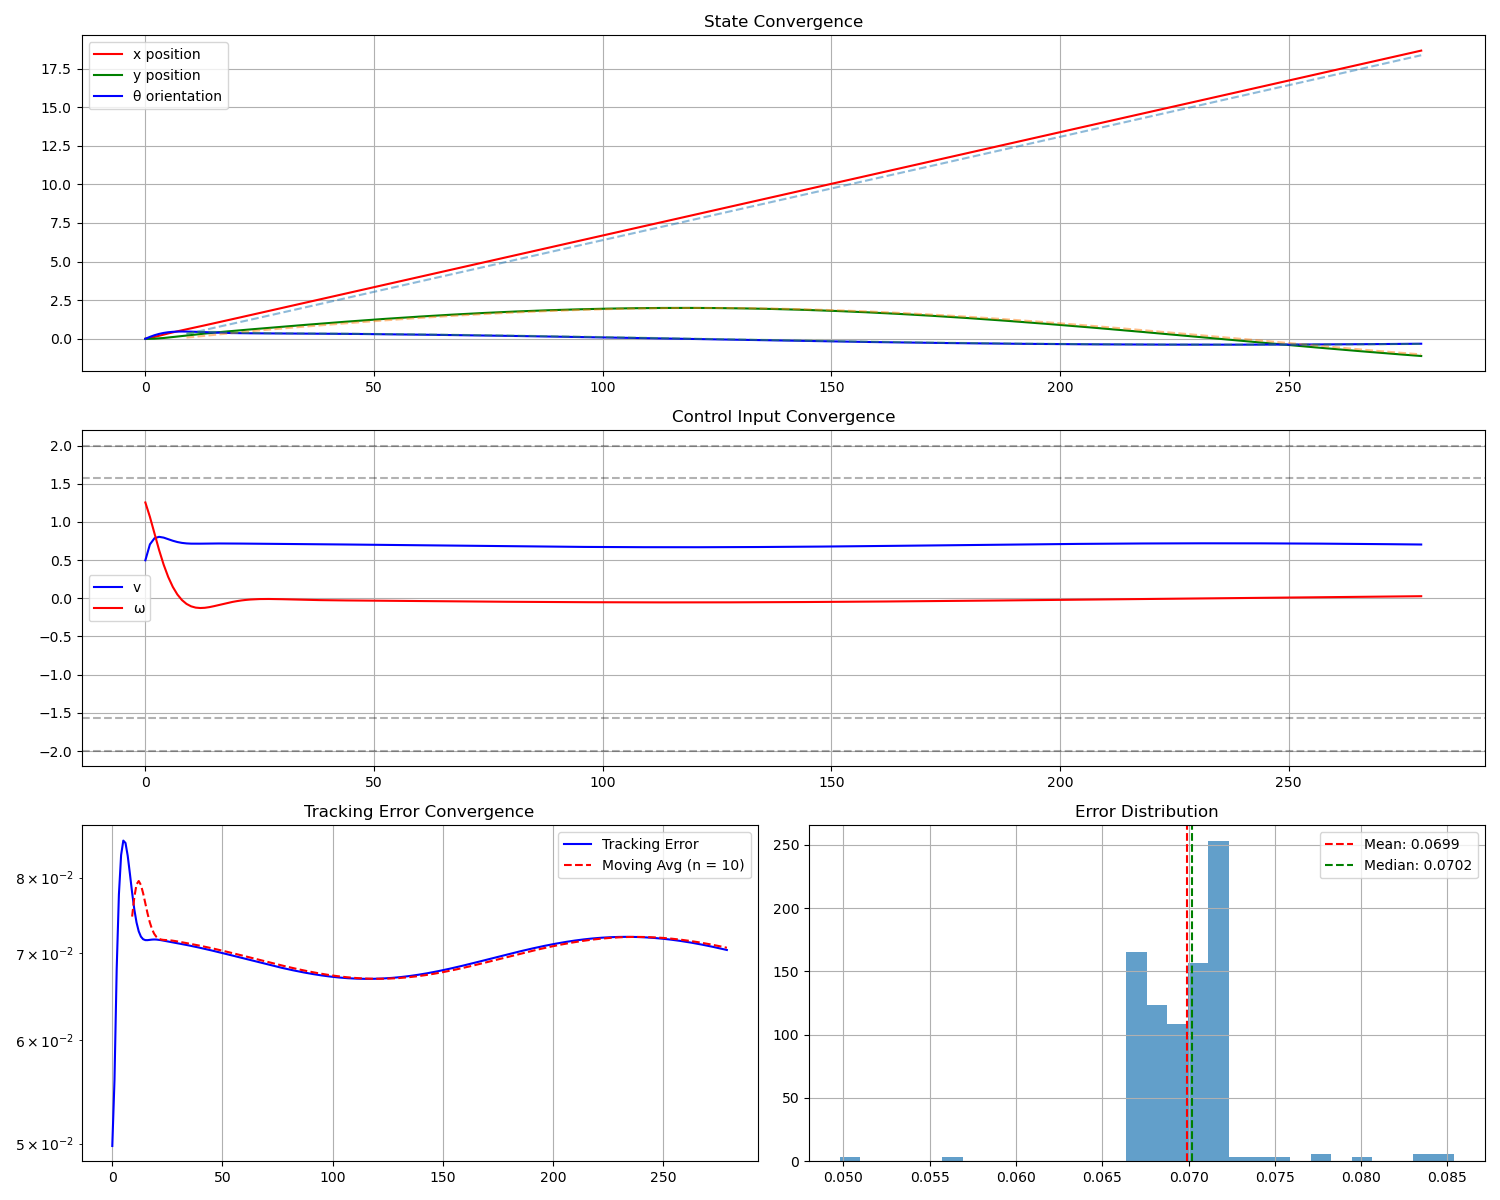 State Convergence
x position
y position
θ orientation
17.5
15.0
12.5
10.0
7.5
5.0
2.5
0.0
0 50 100 150 200 250
Control Input Convergence
2.0
1.5
1.0
0.5
0.0
−0.5
−1.0
−1.5
−2.0
v
ω
0 50 100 150 200 250
Tracking Error Convergence
Tracking Error
Moving Avg (n = 10)
8 × 10⁻²
7 × 10⁻²
6 × 10⁻²
5 × 10⁻²
0 50 100 150 200 250
Error Distribution
Mean: 0.0699
Median: 0.0702
250
200
150
100
50
0
0.050 0.055 0.060 0.065 0.070 0.075 0.080 0.085